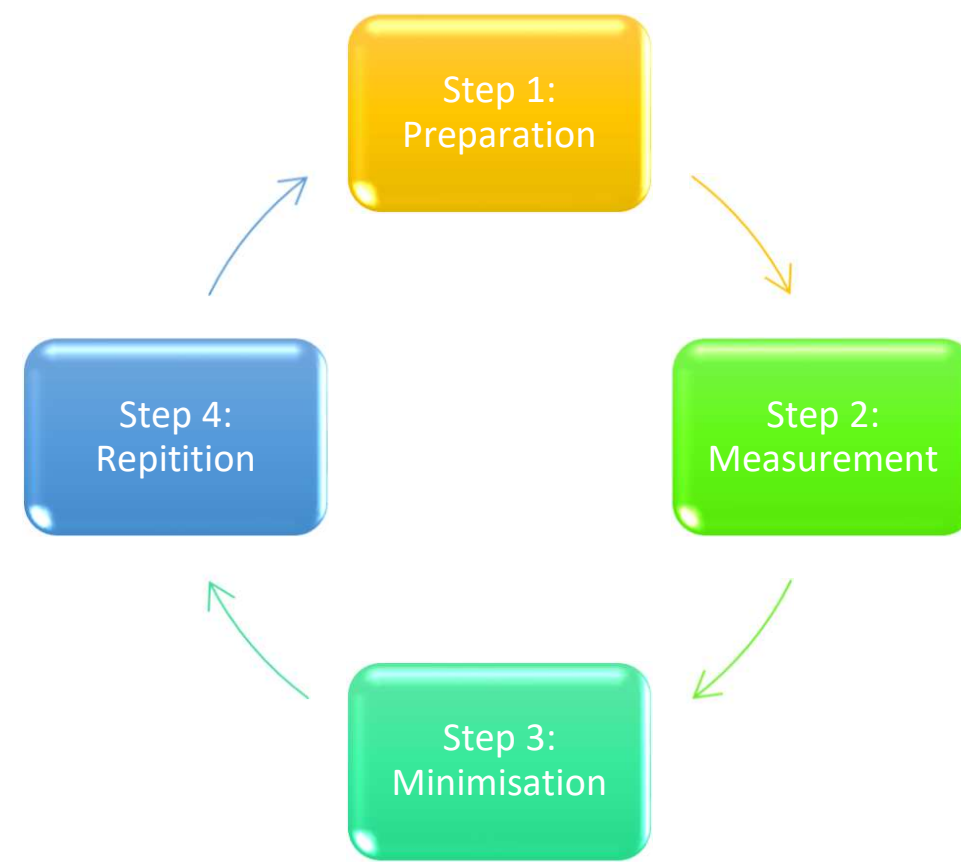 Step 1:
Preparation
Step 2:
Measurement
Step 3:
Minimisation
Step 4:
Repitition